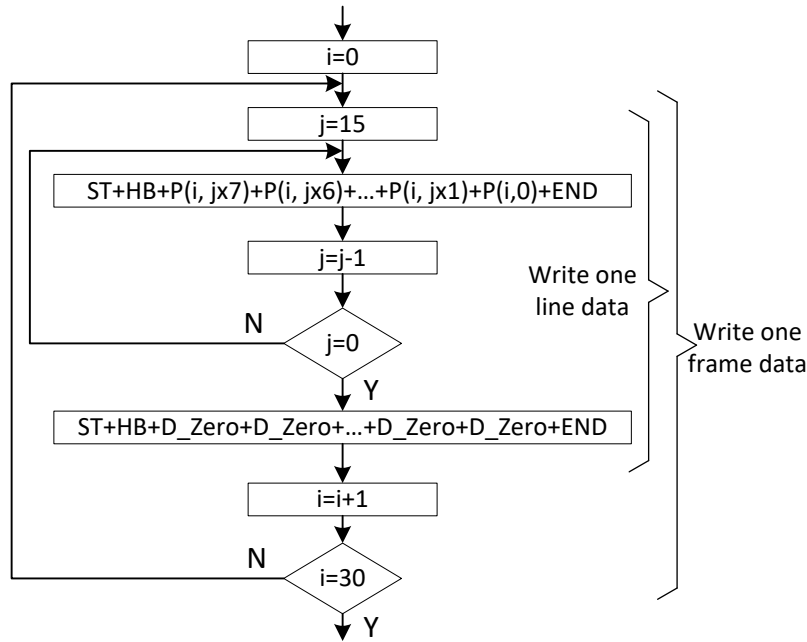 i=0
j=15
ST+HB+P(i, jx7)+P(i, jx6)+...+P(i, jx1)+P(i,0)+END
j=j-1
Write one
line data
N
j=0
Write one
frame data
Y
ST+HB+D_Zero+D_Zero+...+D_Zero+D_Zero+END
i=i+1
N
i=30
Y